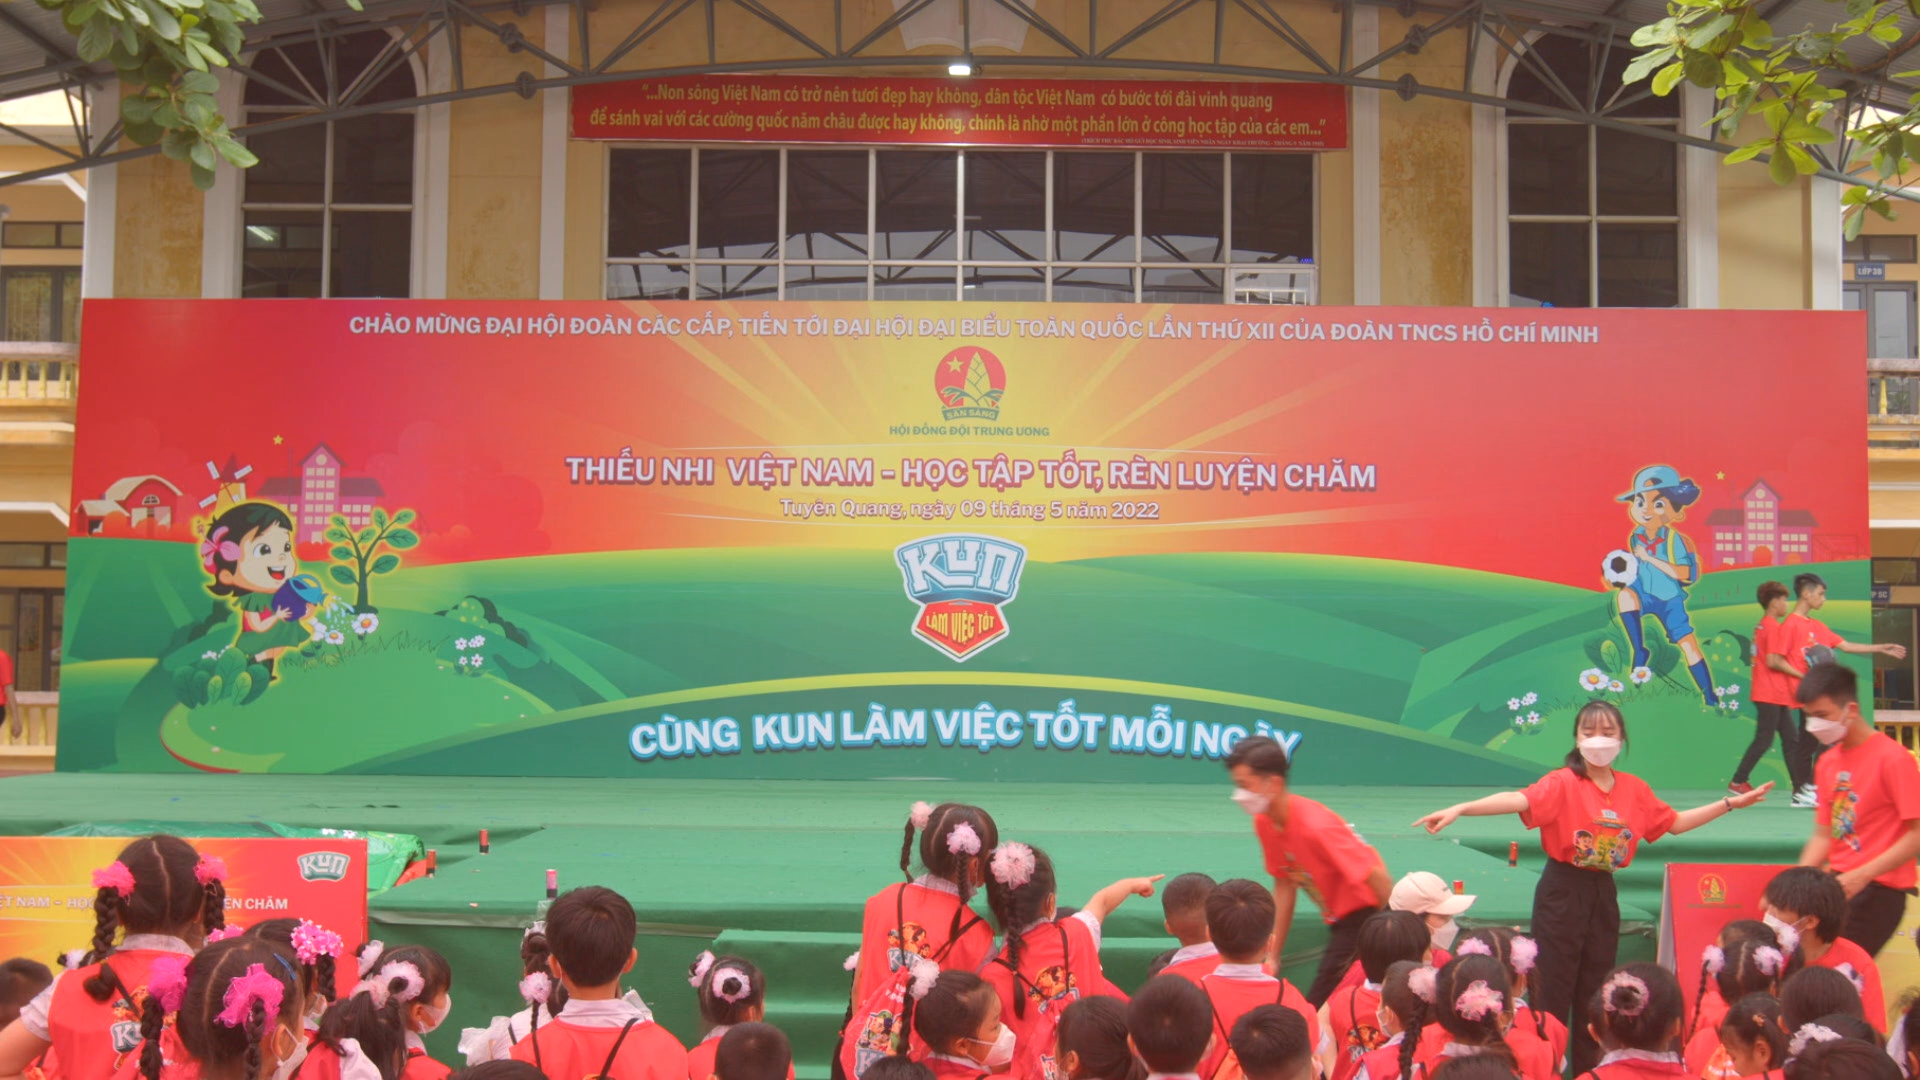 "...Non sông Việt Nam có trở nên tươi đẹp hay không, dân tộc Việt Nam có bước tới đài vinh quang
để sánh vai với các cường quốc năm châu được hay không, chính là nhờ một phần lớn ở công học tập của các em..."
LỚP 3B
CHÀO MỪNG ĐẠI HỘI ĐOÀN CÁC CẤP, TIẾN TỚI ĐẠI HỘI ĐẠI BIỂU TOÀN QUỐC LẦN THỨ XII CỦA ĐOÀN TNCS HỒ CHÍ MINH
SẴN SÀNG
HỘI ĐỒNG ĐỘI TRUNG ƯƠNG
THIẾU NHI VIỆT NAM - HỌC TẬP TỐT, RÈN LUYỆN CHĂM
Tuyên Quang, ngày 09 tháng 5 năm 2022
KUN
LÀM VIỆC TỐT
CÙNG KUN LÀM VIỆC TỐT MỖI NGÀY
KUN
ỆT NAM - HỌC
YỆN CHĂM
KUN